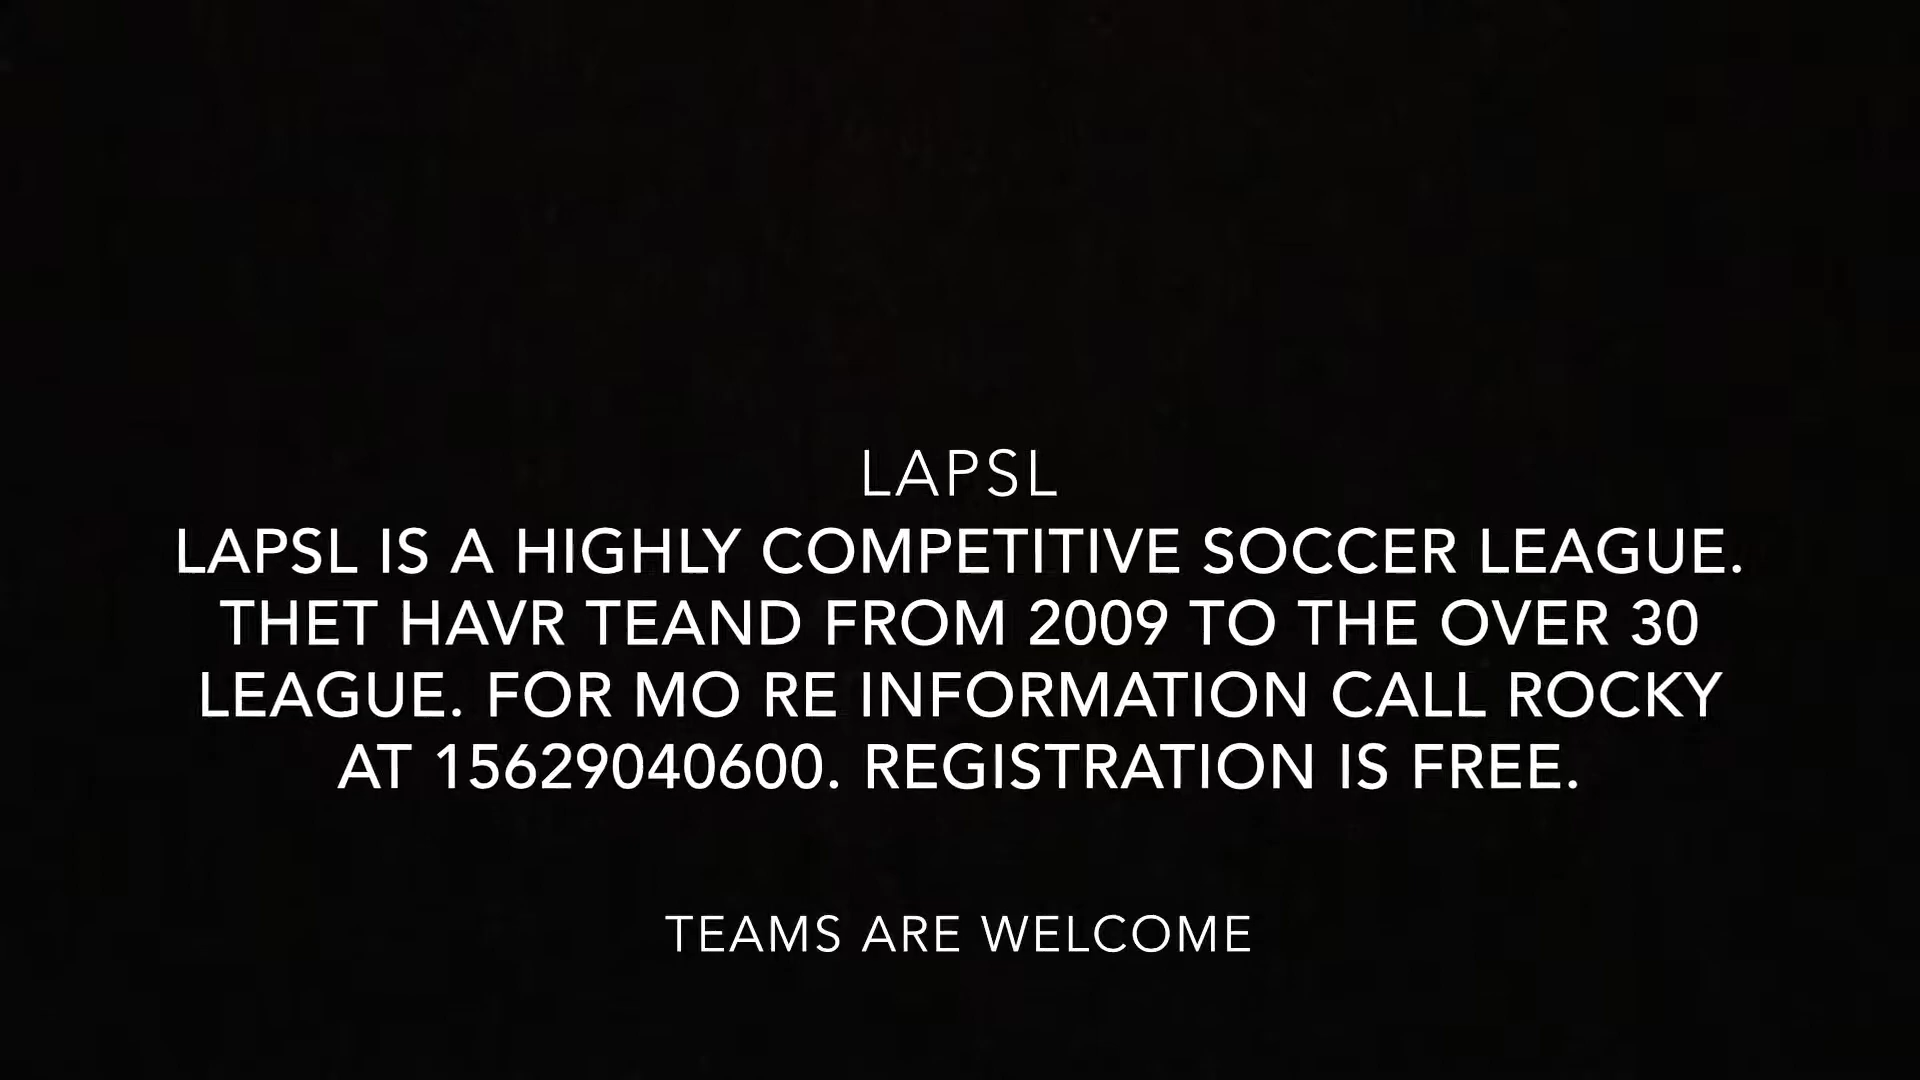 LAPSL
LAPSL IS A HIGHLY COMPETITIVE SOCCER LEAGUE.
THET HAVR TEAND FROM 2009 TO THE OVER 30
LEAGUE. FOR MO RE INFORMATION CALL ROCKY
AT 15629040600. REGISTRATION IS FREE.
TEAMS ARE WELCOME